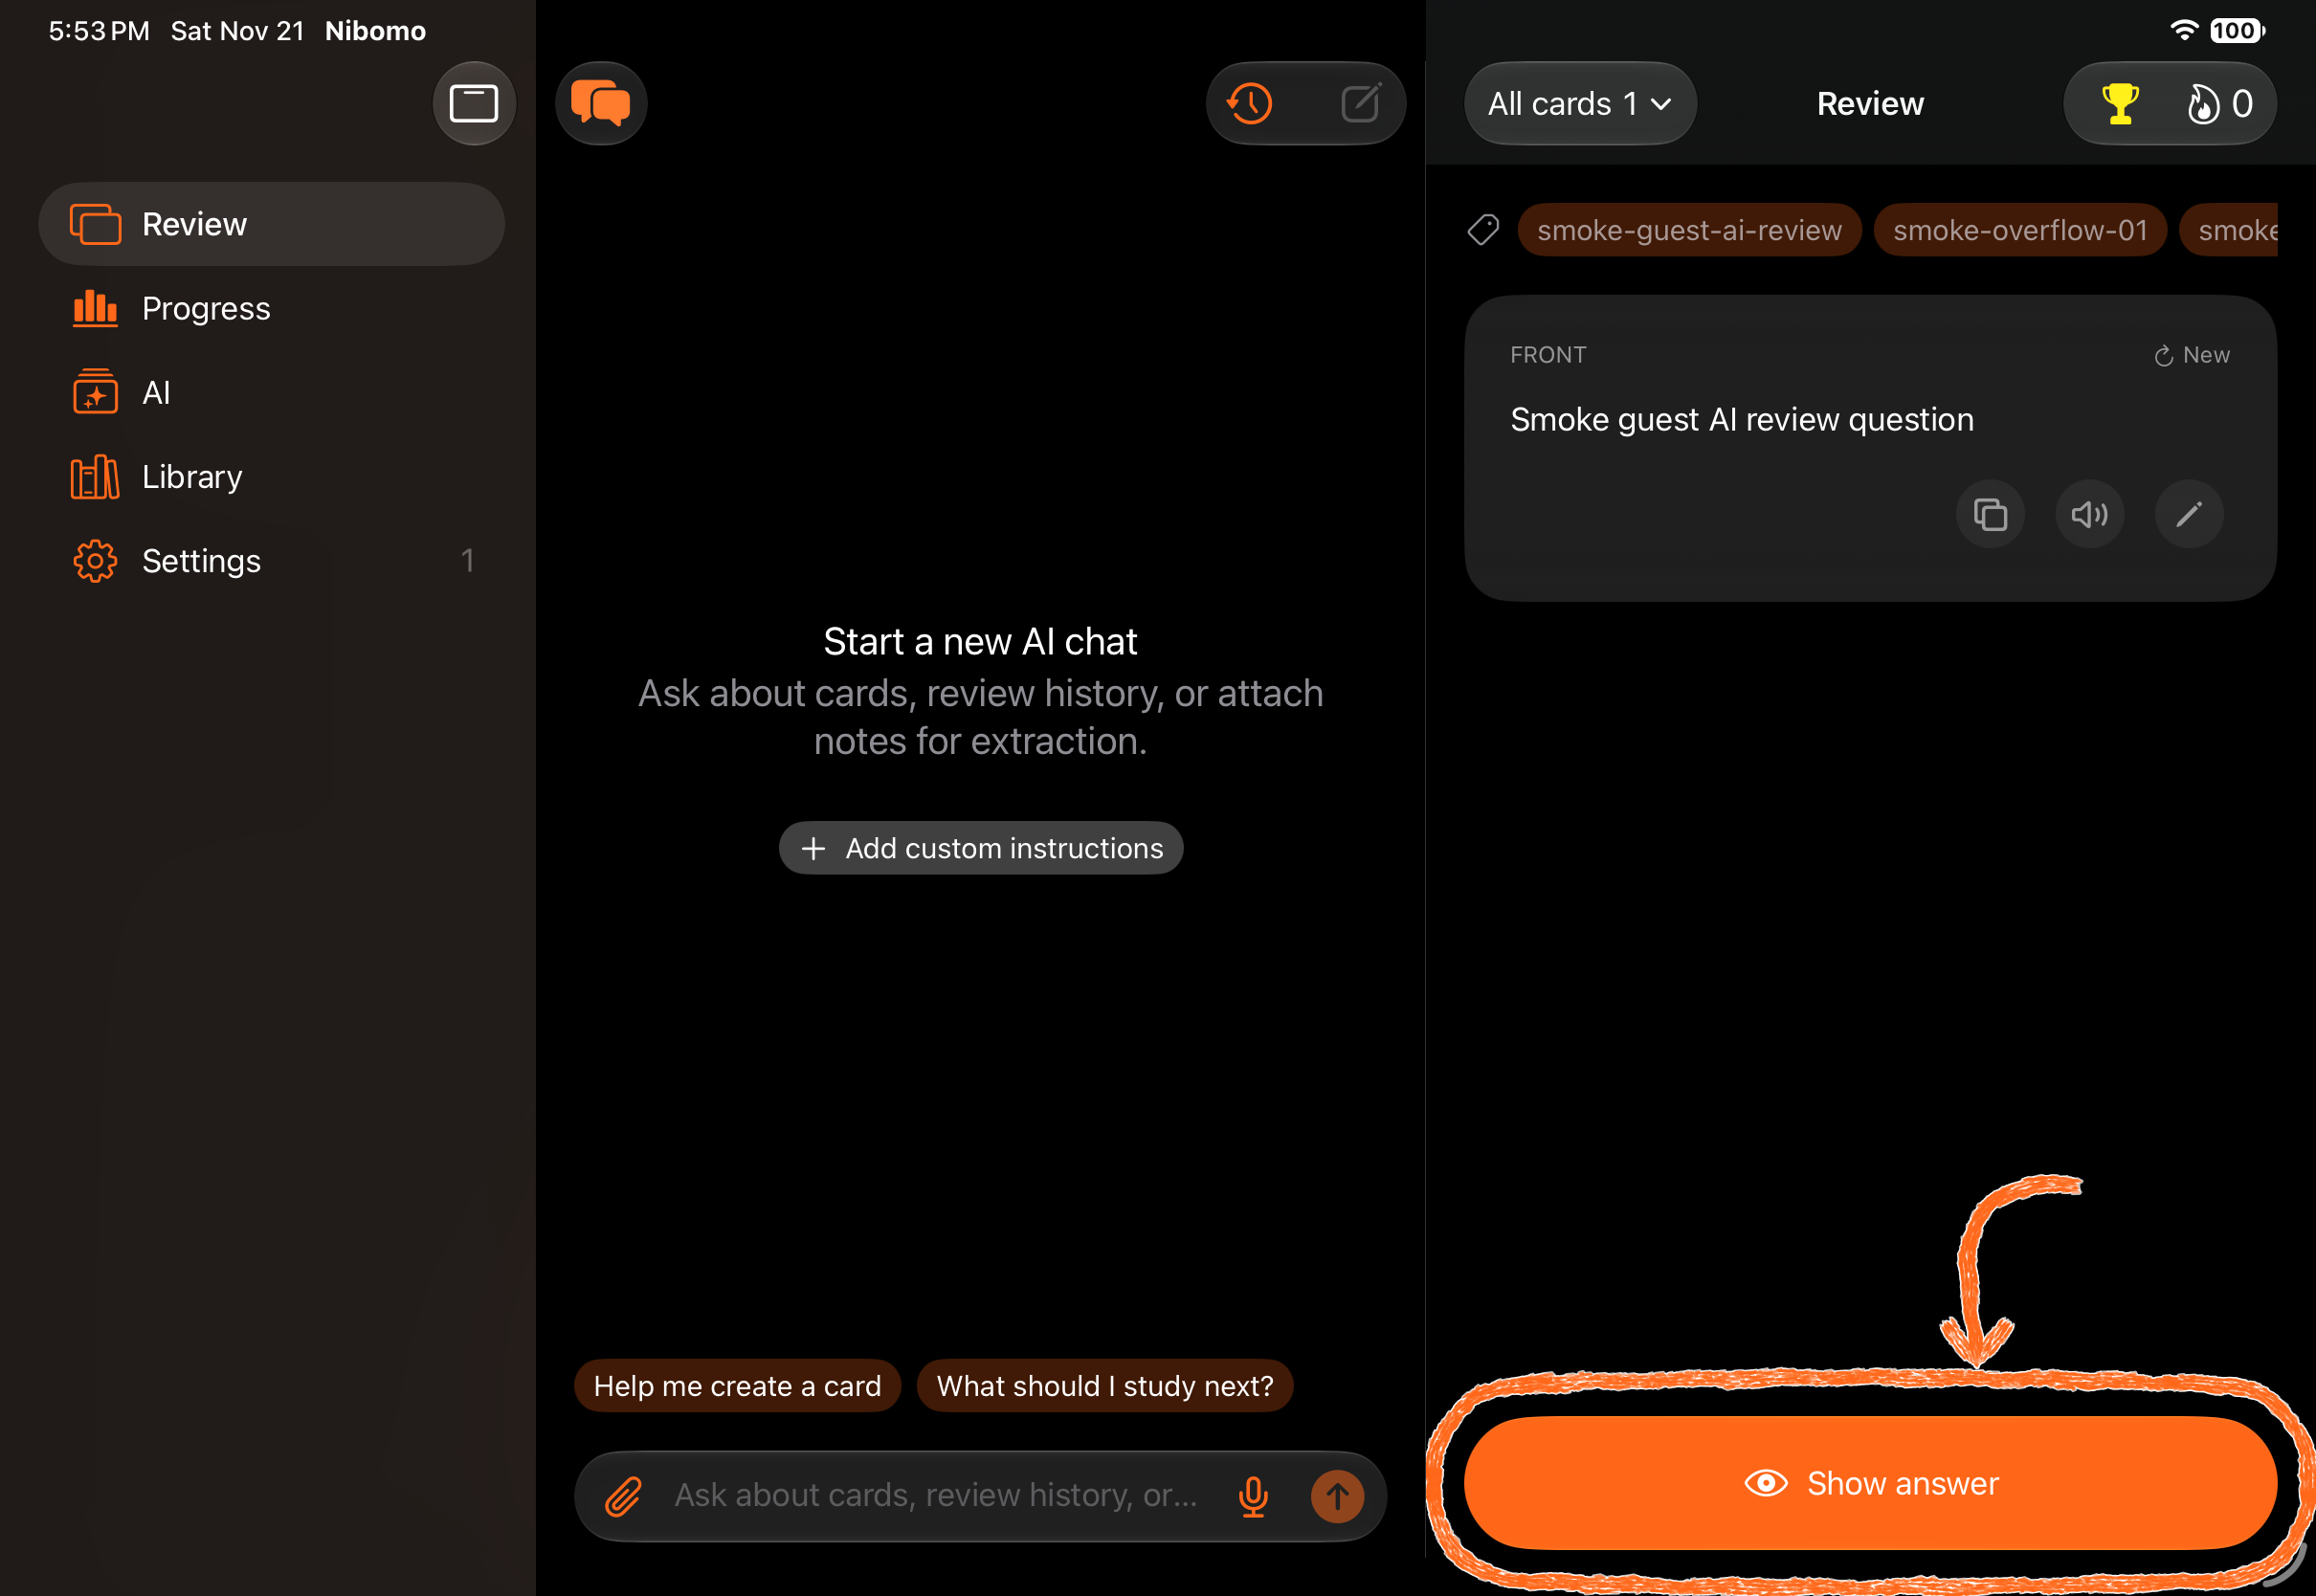 5:53 PM Sat Nov 21 Nibomo
100
Review
Progress
AI
Library
Settings 1
Start a new AI chat
Ask about cards, review history, or attach
notes for extraction.
Add custom instructions
Help me create a card
What should I study next?
Ask about cards, review history, or...
All cards 1
Review
0
smoke-guest-ai-review
smoke-overflow-01
smoke
FRONT
New
Smoke guest AI review question
Show answer